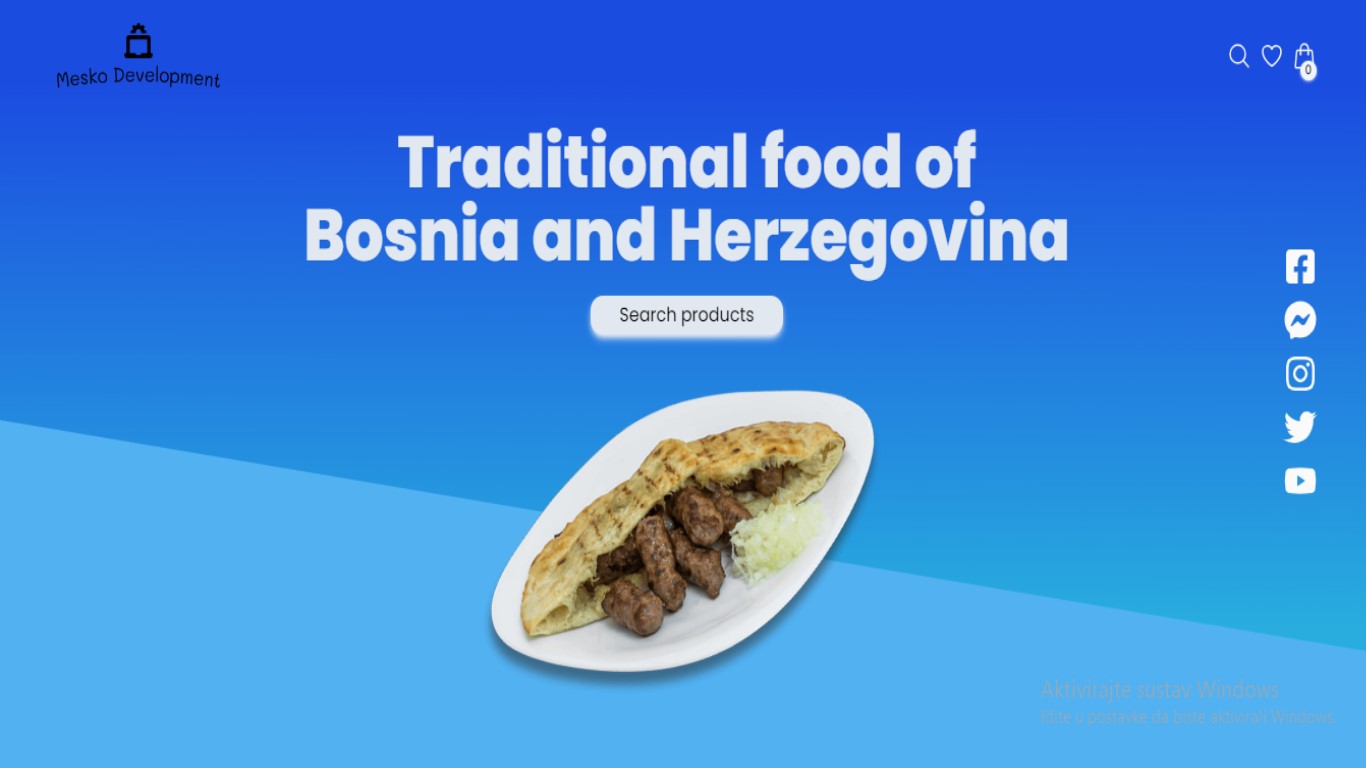 Mesko Development
0
Traditional food of
Bosnia and Herzegovina
Search products
Aktivirajte sustav Windows
Idite u postavke da biste aktivirali Windows.